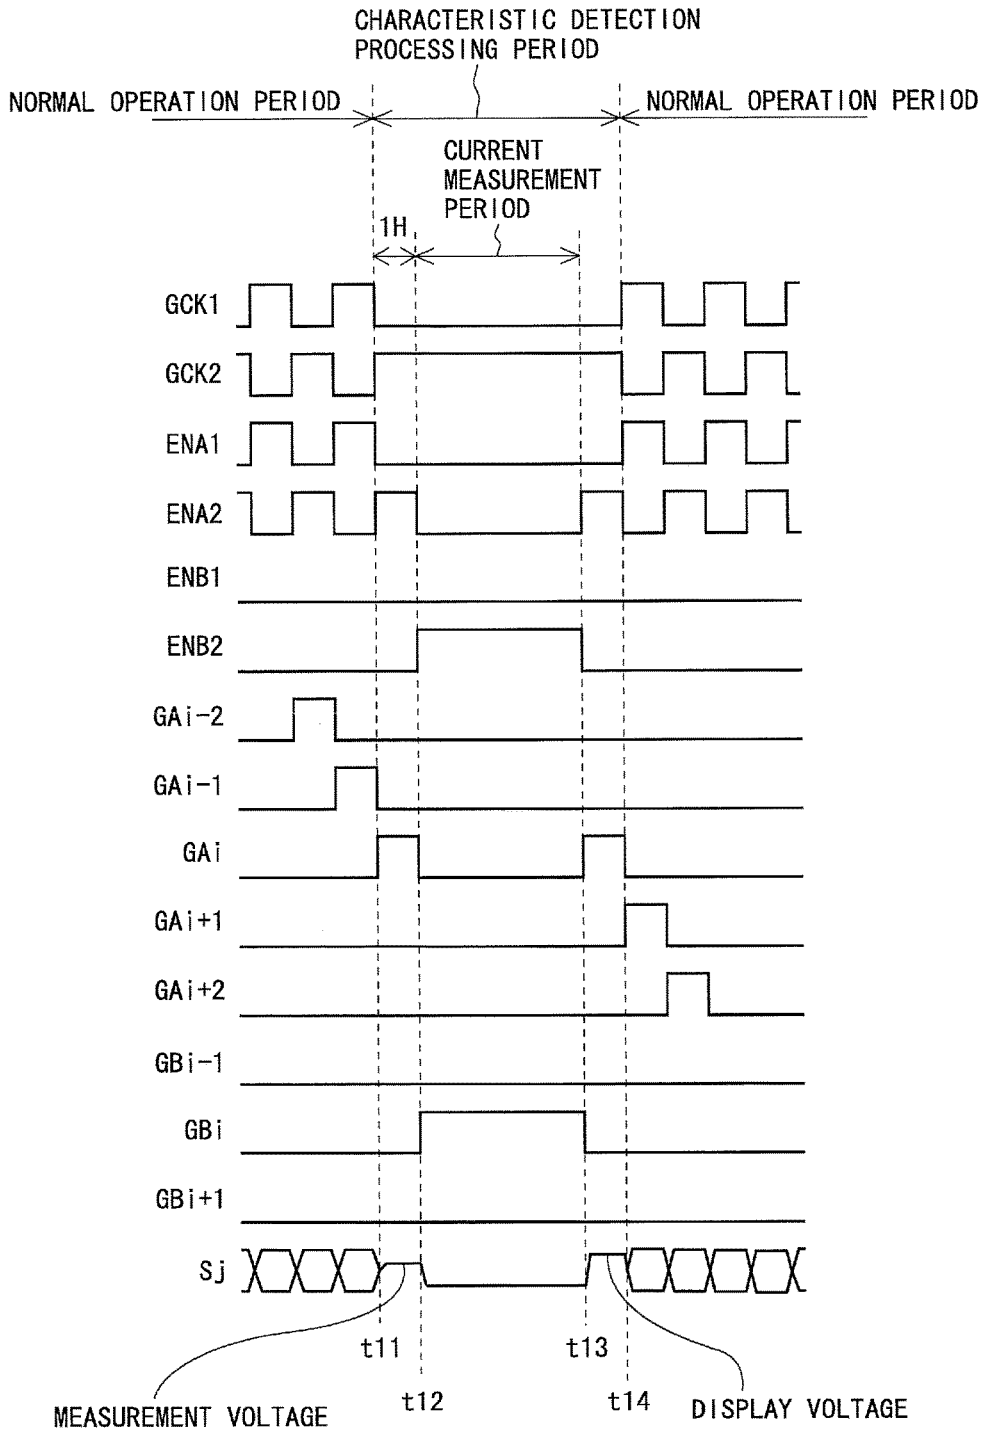 CHARACTERISTIC DETECTION
PROCESSING PERIOD
NORMAL OPERATION PERIOD
NORMAL OPERATION PERIOD
CURRENT
MEASUREMENT
PERIOD
1H
GCK1
GCK2
ENA1
ENA2
ENB1
ENB2
GAi-2
GAi-1
GAi
GAi+1
GAi+2
GBi-1
GBi
GBi+1
Sj
t11
t13
t12
t14
MEASUREMENT VOLTAGE
DISPLAY VOLTAGE